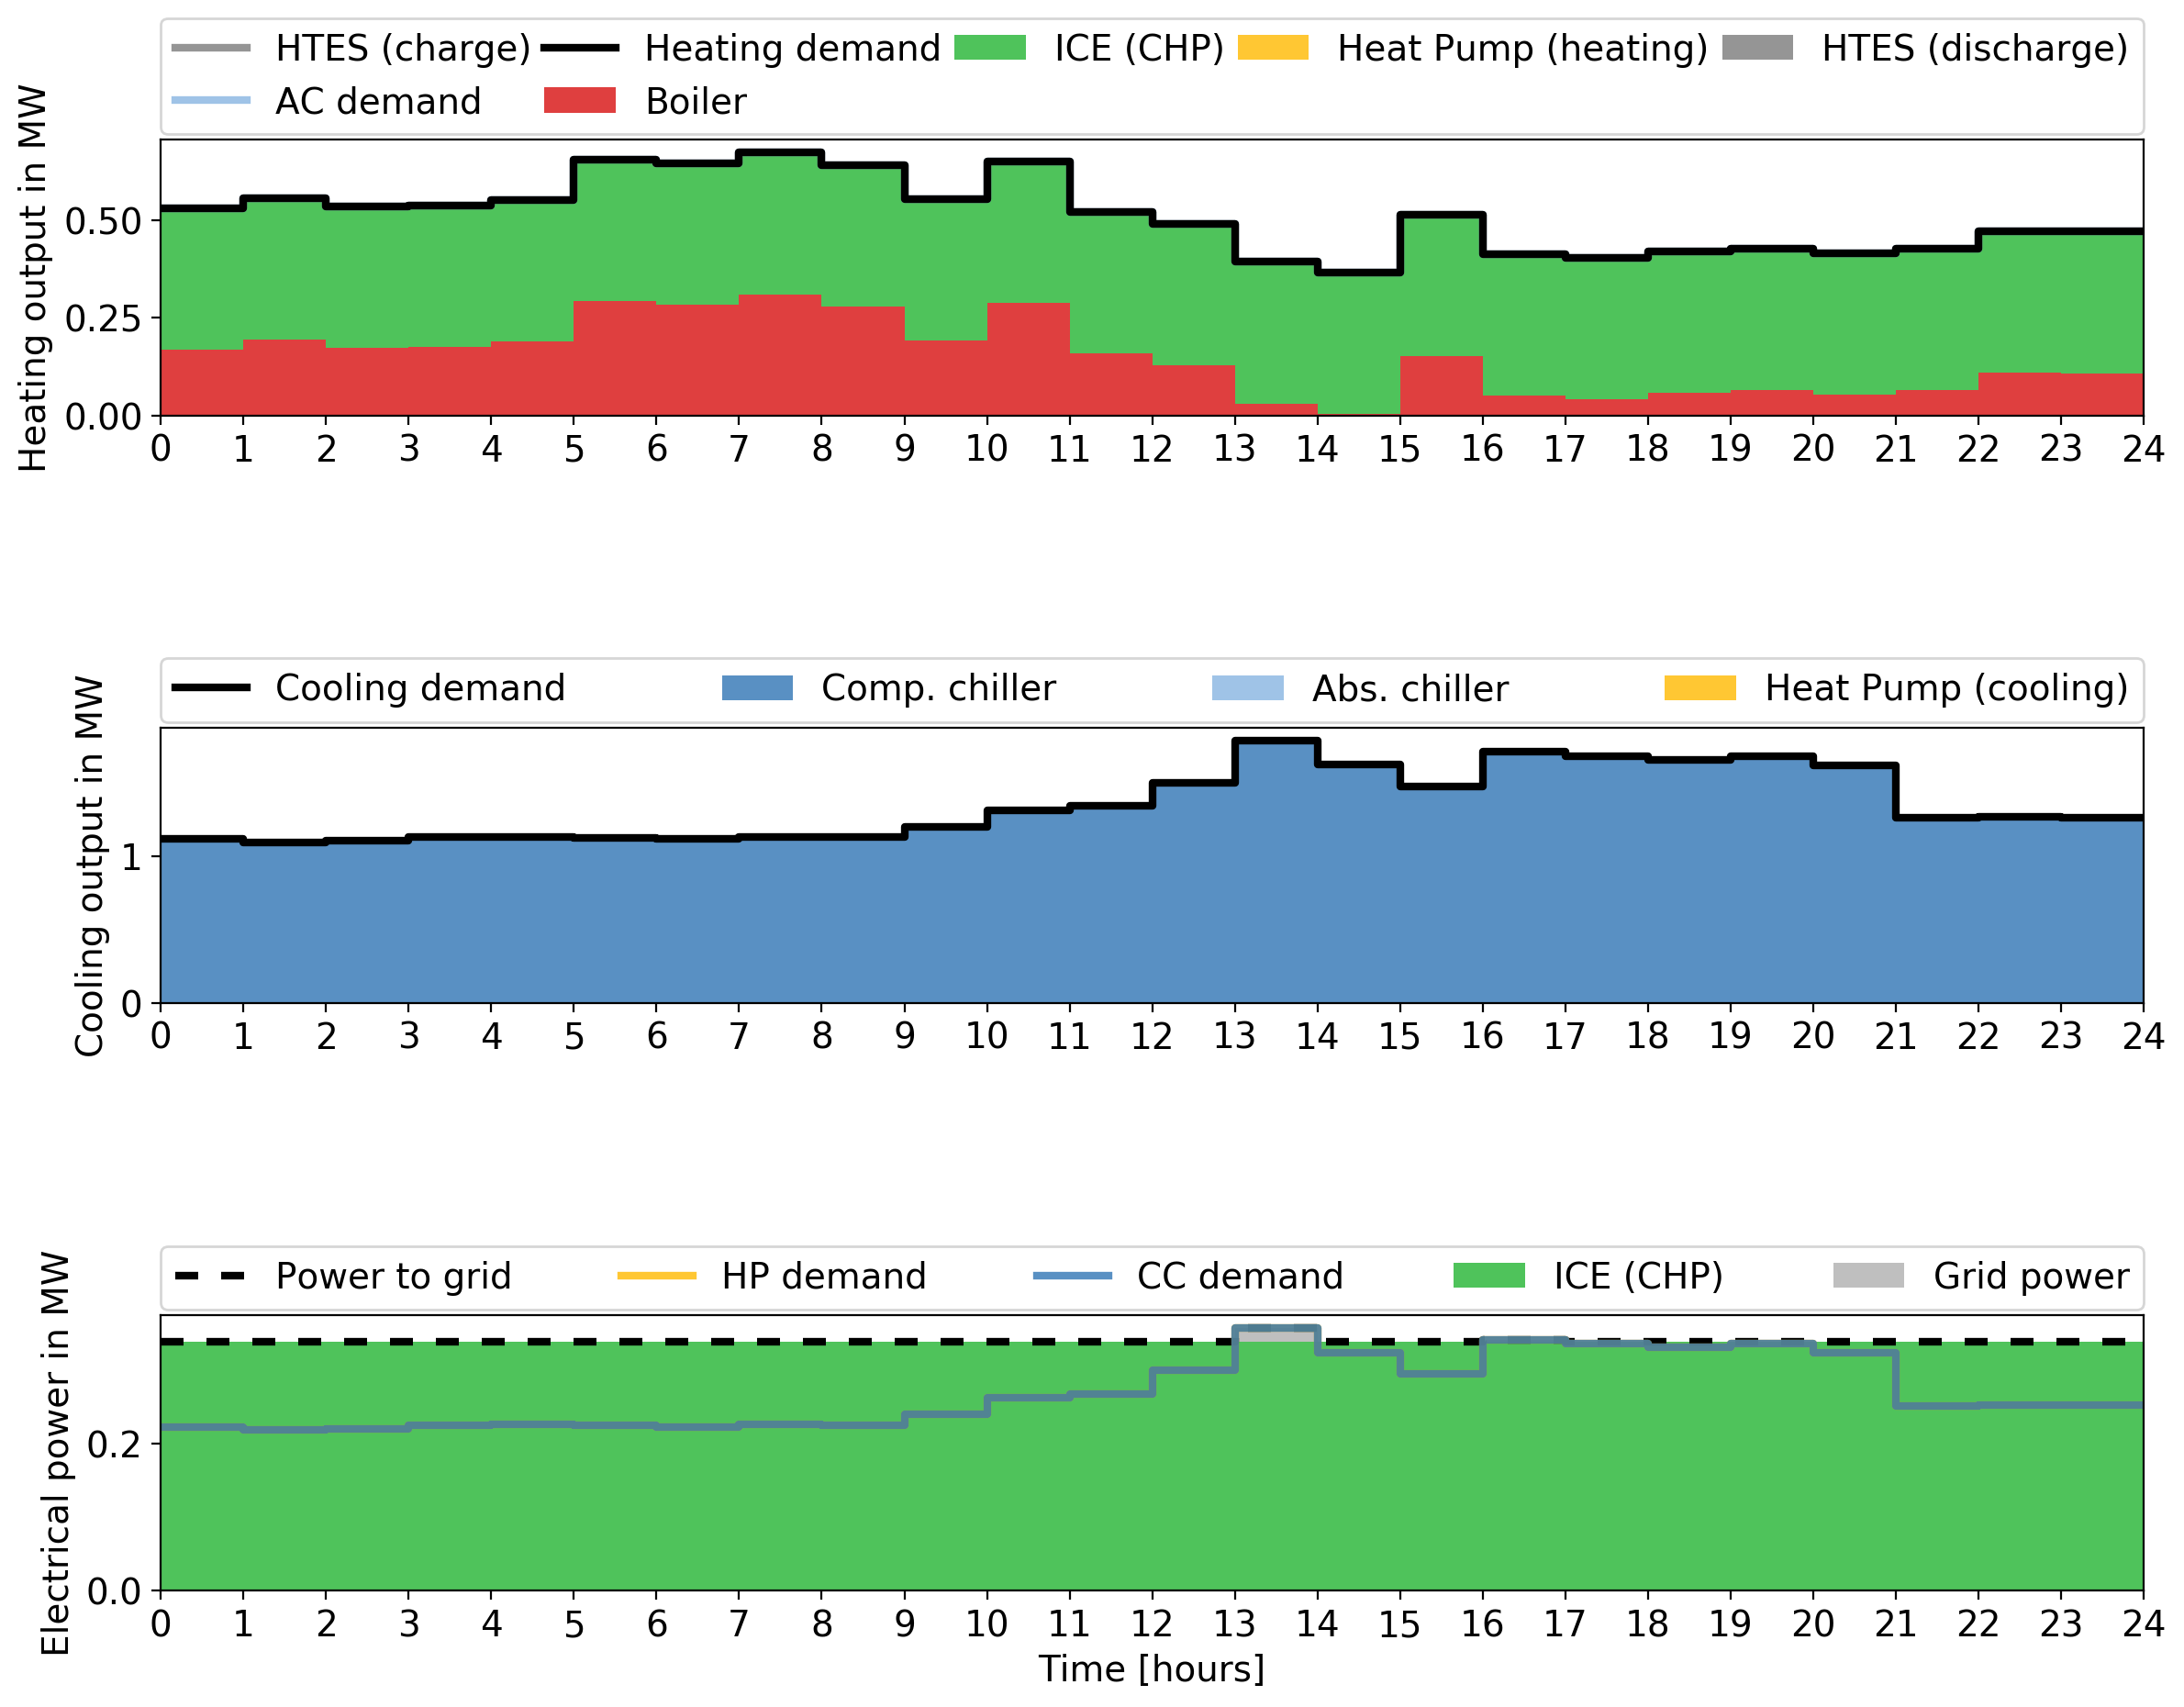 HTES (charge) Heating demand ICE (CHP) Heat Pump (heating) HTES (discharge)
AC demand Boiler
Heating output in MW
0.50
0.25
0.00
0 1 2 3 4 5 6 7 8 9 10 11 12 13 14 15 16 17 18 19 20 21 22 23 24
Cooling demand Comp. chiller Abs. chiller Heat Pump (cooling)
Cooling output in MW
1
0
0 1 2 3 4 5 6 7 8 9 10 11 12 13 14 15 16 17 18 19 20 21 22 23 24
Power to grid HP demand CC demand ICE (CHP) Grid power
Electrical power in MW
0.2
0.0
0 1 2 3 4 5 6 7 8 9 10 11 12 13 14 15 16 17 18 19 20 21 22 23 24
Time [hours]